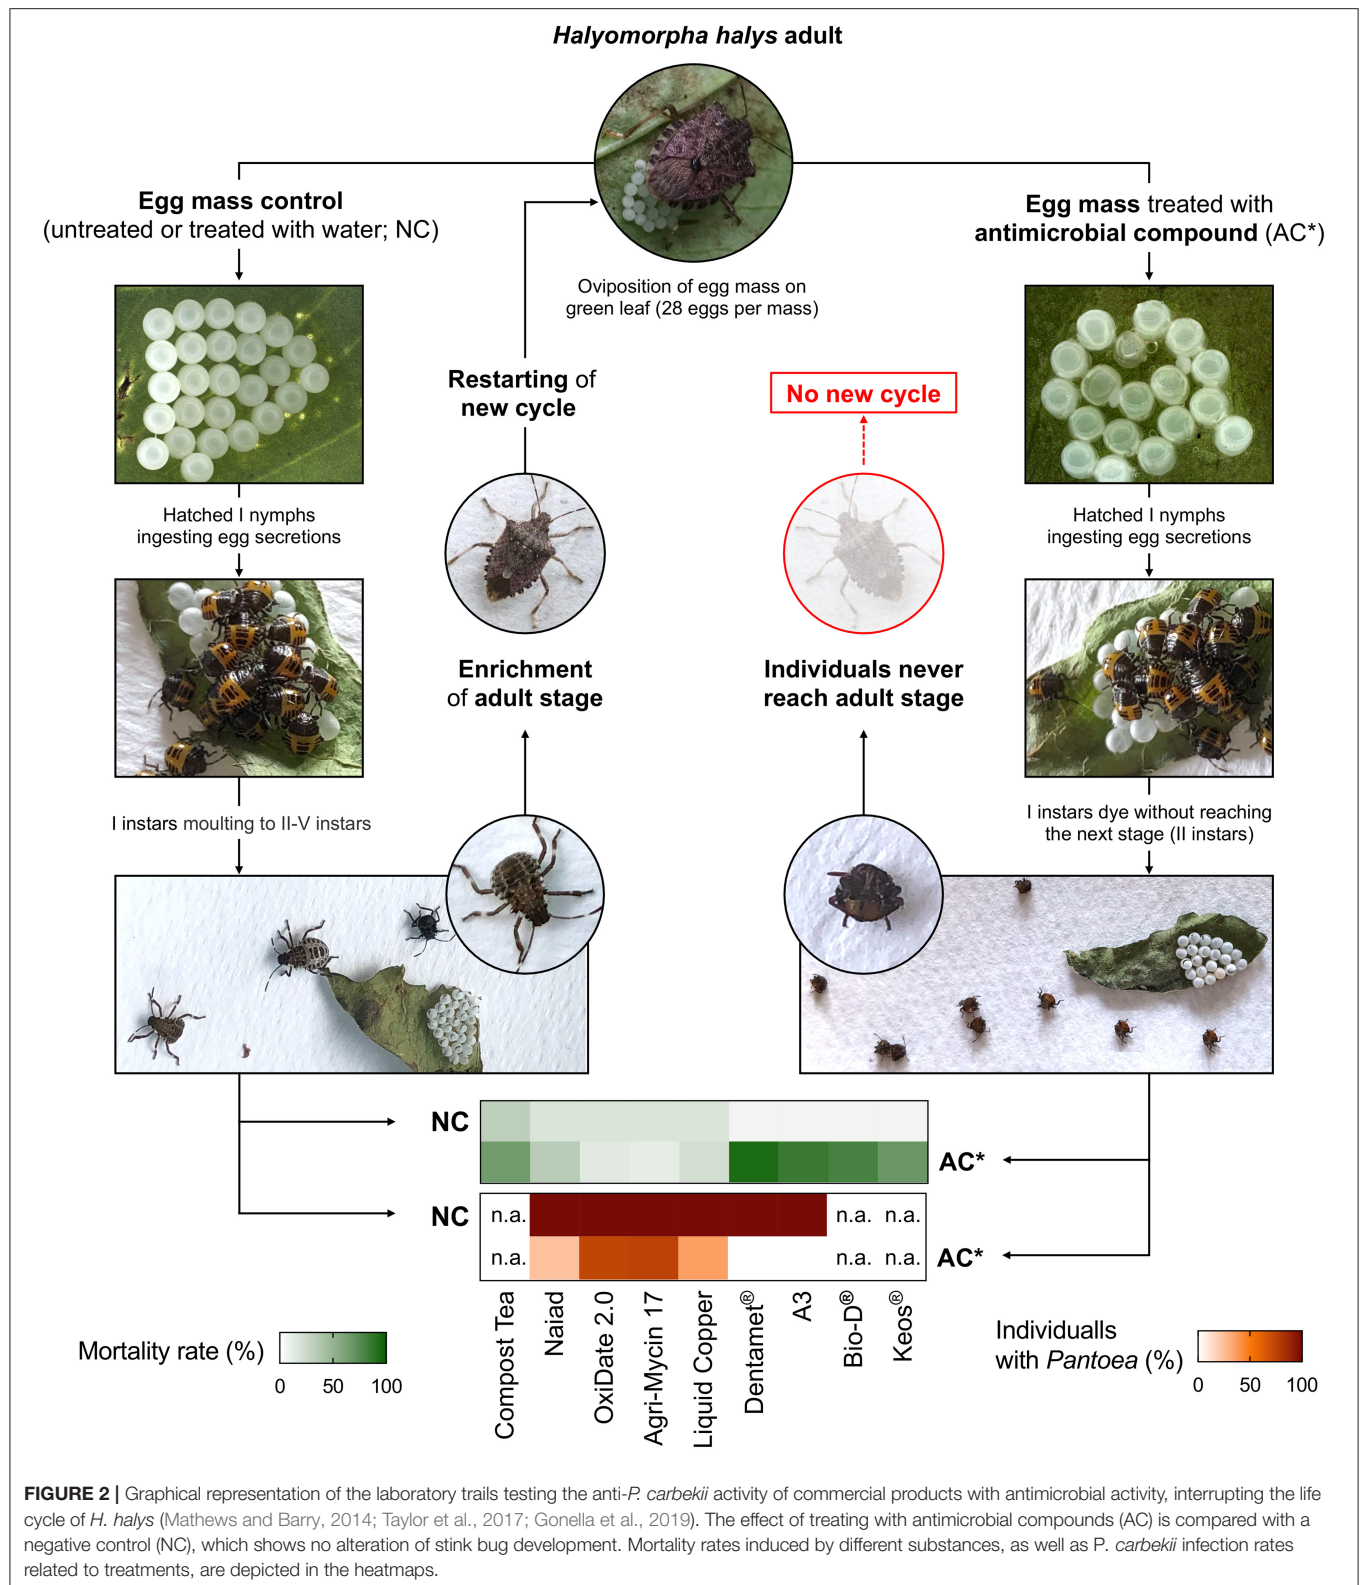 Halyomorpha halys adult
Egg mass control
(untreated or treated with water; NC)
Egg mass treated with
antimicrobial compound (AC*)
Oviposition of egg mass on
green leaf (28 eggs per mass)
Restarting of
new cycle
No new cycle
Hatched I nymphs
ingesting egg secretions
Hatched I nymphs
ingesting egg secretions
Enrichment
of adult stage
Individuals never
reach adult stage
I instars moulting to II-V instars
I instars dye without reaching
the next stage (II instars)
NC
AC*
NC
n.a.
n.a. n.a.
n.a.
n.a. n.a.
AC*
Compost Tea
Naiad
OxiDate 2.0
Agri-Mycin 17
Liquid Copper
Dentamet®
A3
Bio-D®
Keos®
Mortality rate (%)
0 50 100
Individualls
with Pantoea (%)
0 50 100
FIGURE 2 | Graphical representation of the laboratory trails testing the anti-P. carbekii activity of commercial products with antimicrobial activity, interrupting the life
cycle of H. halys (Mathews and Barry, 2014; Taylor et al., 2017; Gonella et al., 2019). The effect of treating with antimicrobial compounds (AC) is compared with a
negative control (NC), which shows no alteration of stink bug development. Mortality rates induced by different substances, as well as P. carbekii infection rates
related to treatments, are depicted in the heatmaps.